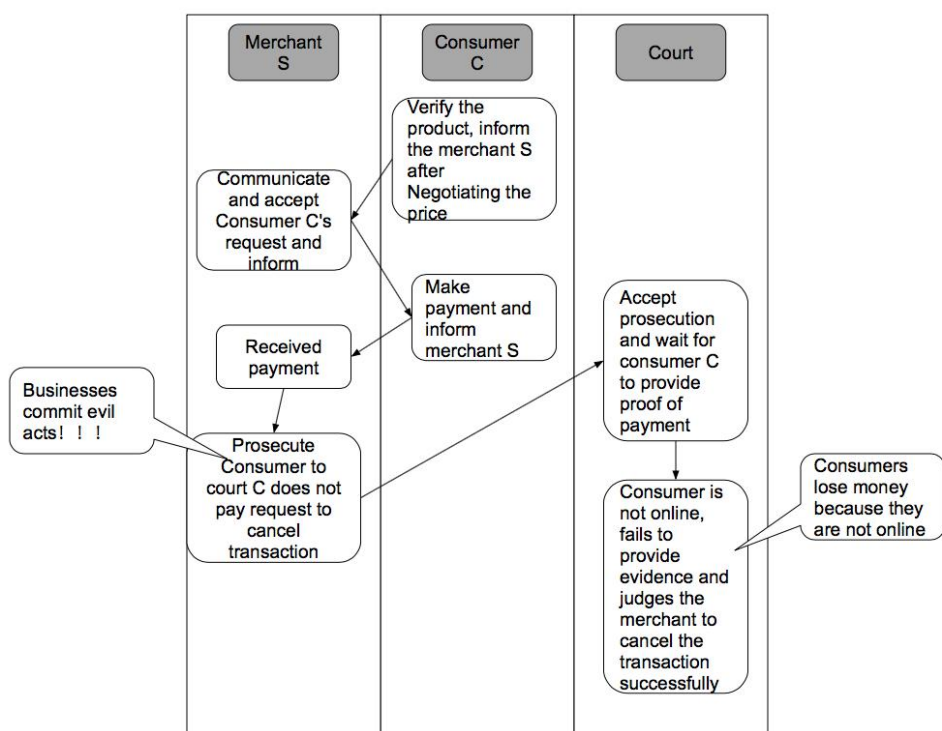 Merchant
S
Consumer
C
Court
Verify the
product, inform
the merchant S
after
Negotiating the
price
Communicate
and accept
Consumer C's
request and
inform
Make
payment and
inform
merchant S
Received
payment
Accept
prosecution
and wait for
consumer C
to provide
proof of
payment
Businesses
commit evil
acts！！！
Prosecute
Consumer to
court C does not
pay request to
cancel
transaction
Consumer is
not online,
fails to
provide
evidence and
judges the
merchant to
cancel the
transaction
successfully
Consumers
lose money
because they
are not online